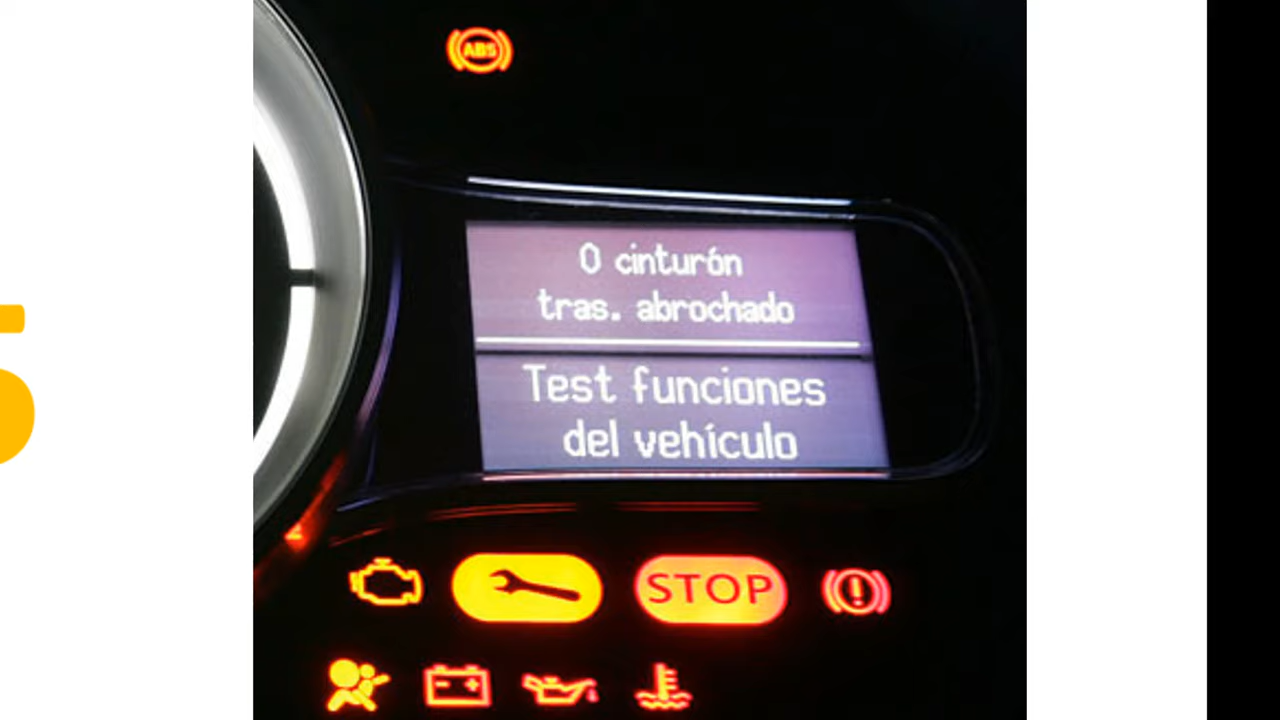 ABS
0 cinturón
tras. abrochado
Test funciones
del vehículo
STOP